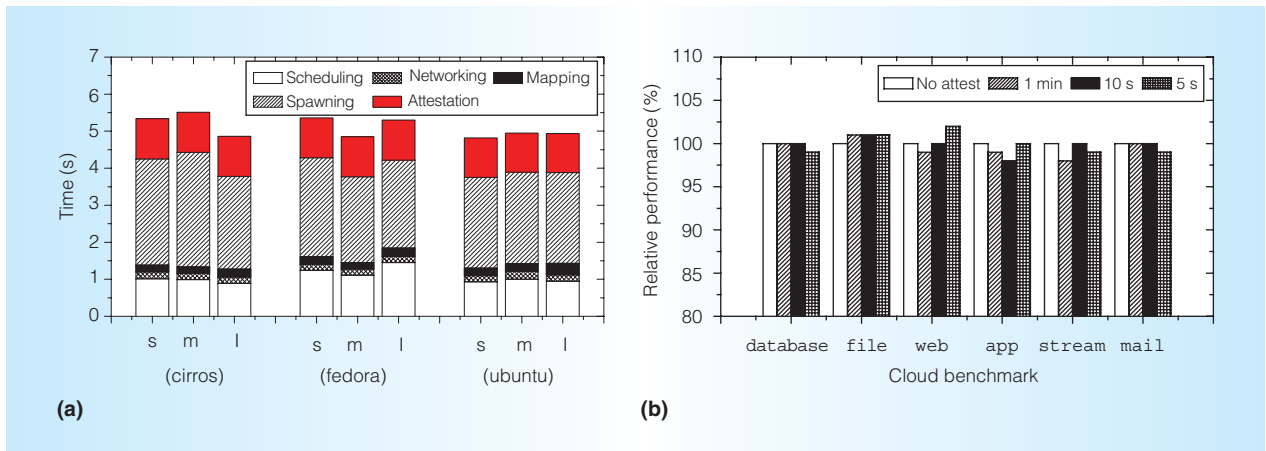 7
6
5
4
3
2
1
0
Time (s)
Scheduling Networking Mapping
Spawning Attestation
s m l s m l s m l
(cirros) (fedora) (ubuntu)
(a)
110
105
100
95
90
85
80
Relative performance (%)
No attest 1 min 10 s 5 s
database file web app stream mail
Cloud benchmark
(b)